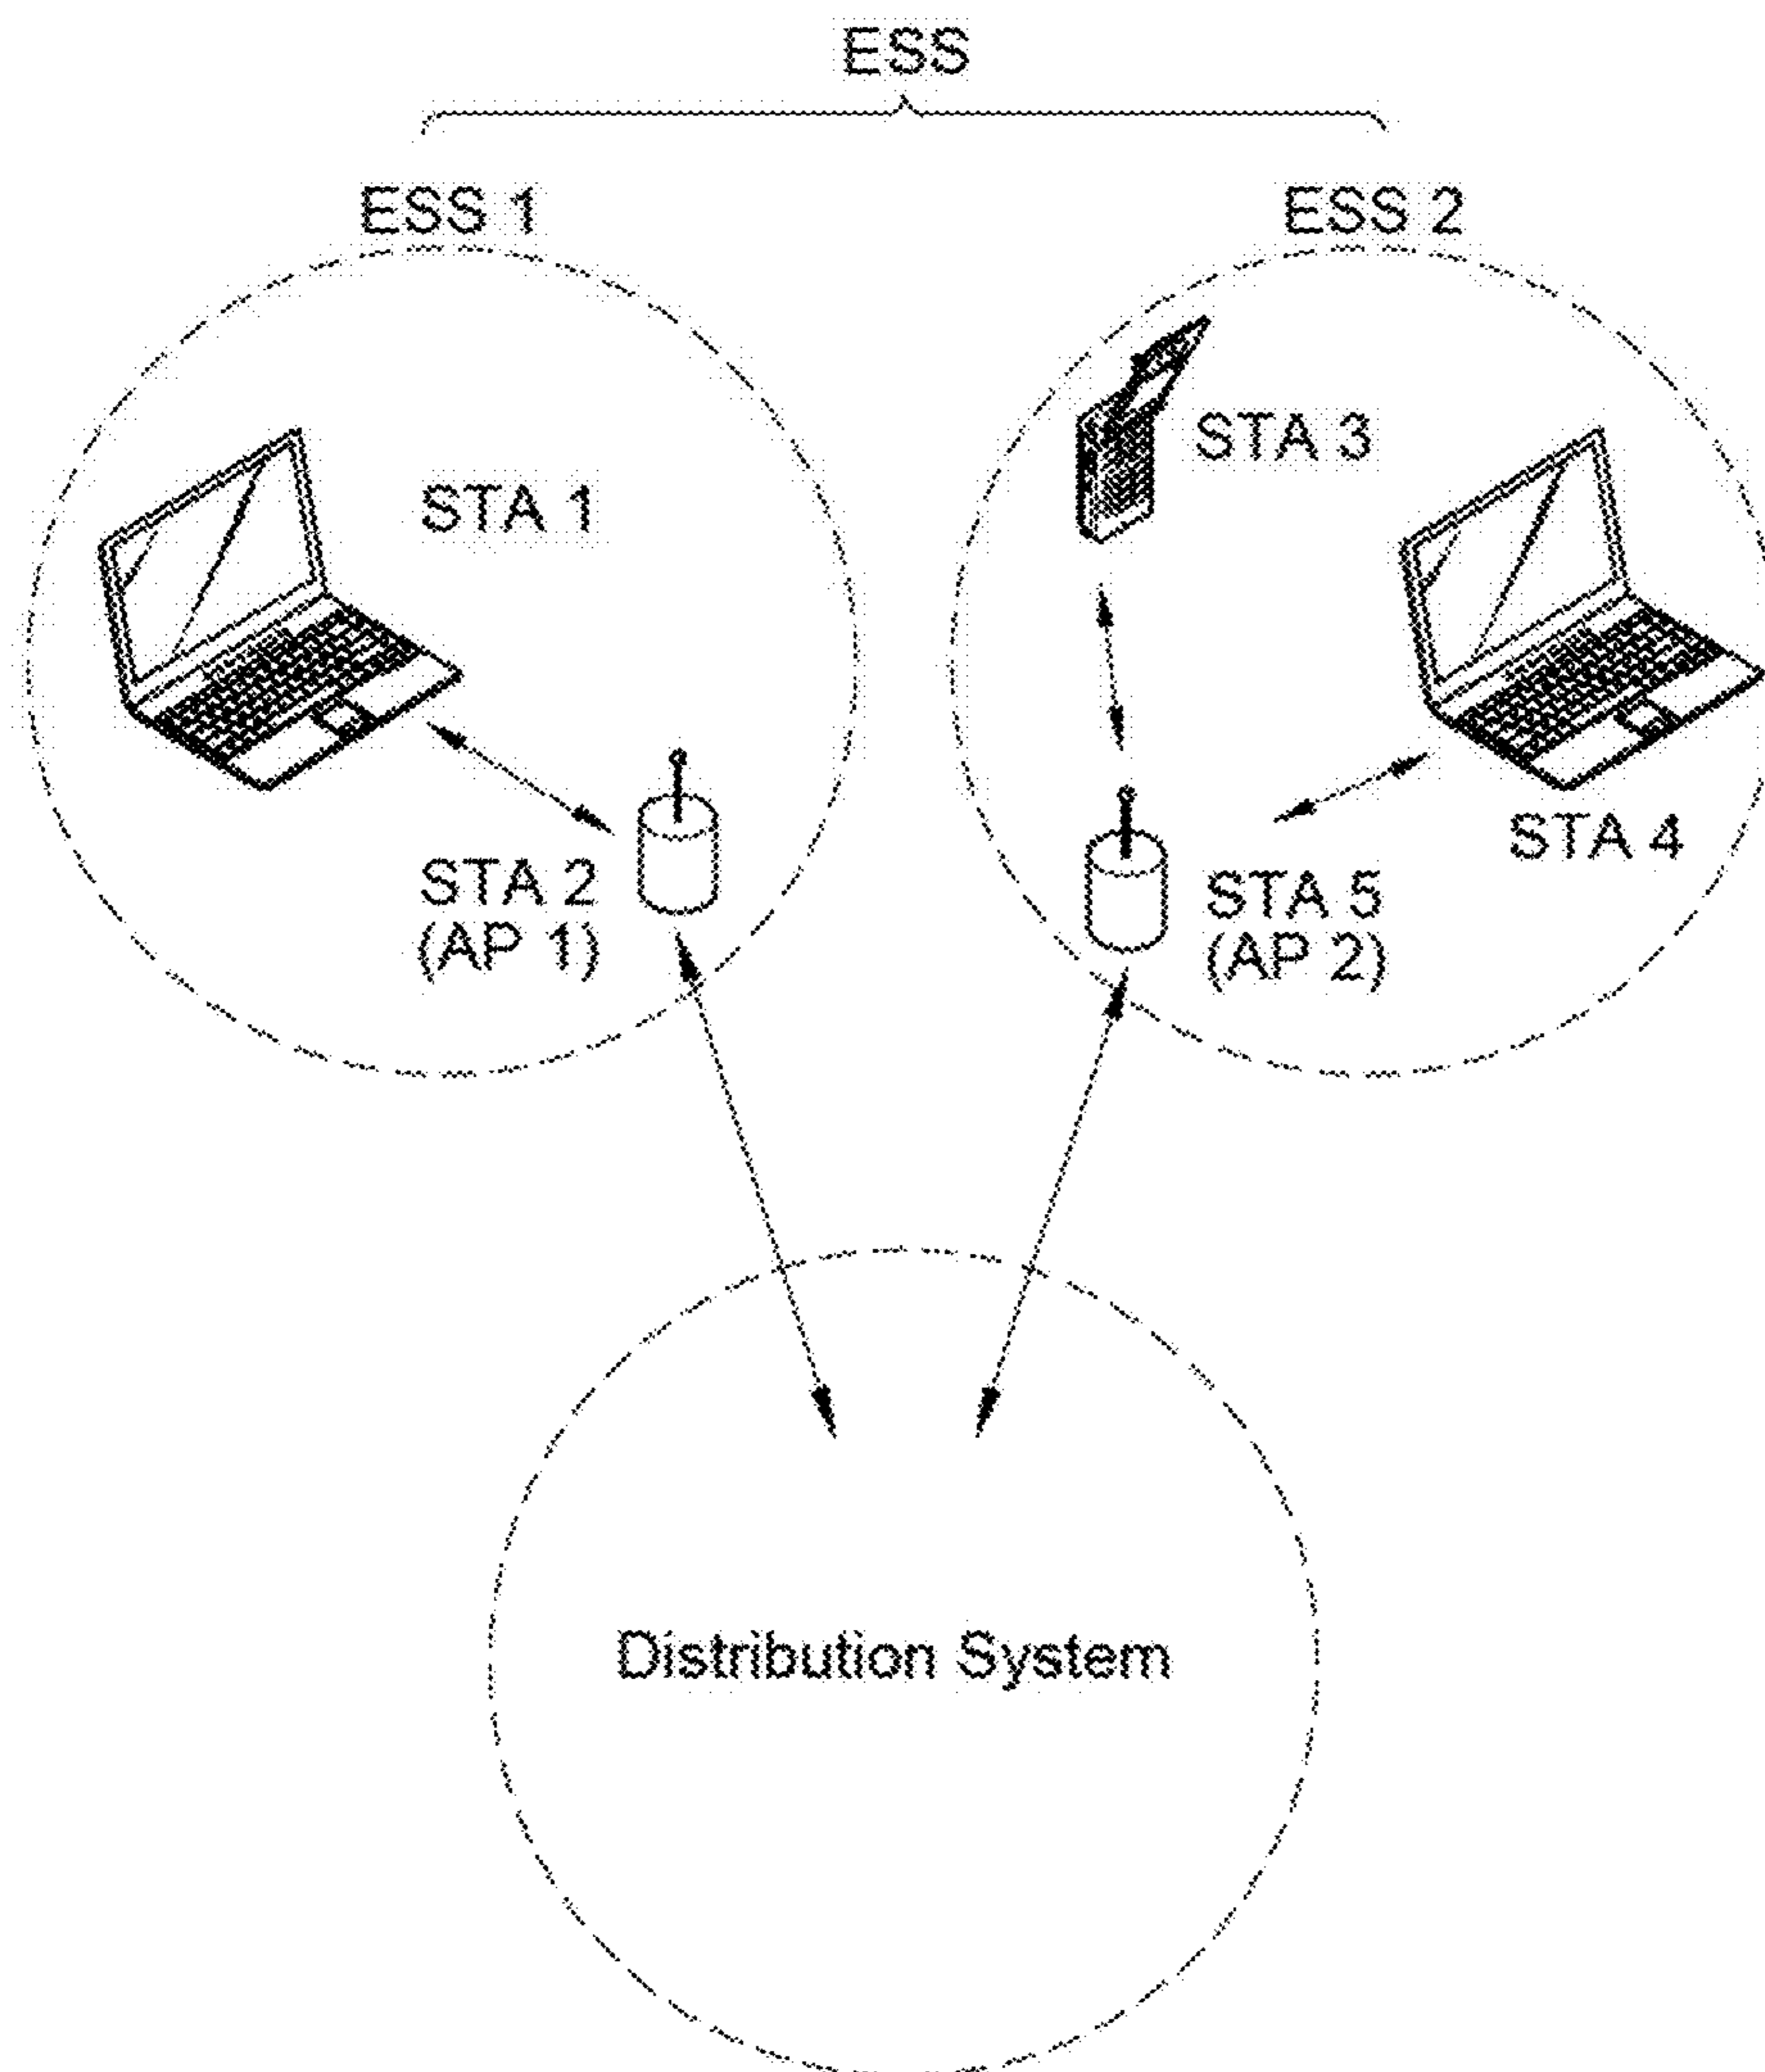 ESS
ESS 1
ESS 2
STA 1
STA 3
STA 2
(AP 1)
STA 5
(AP 2)
STA 4
Distribution System